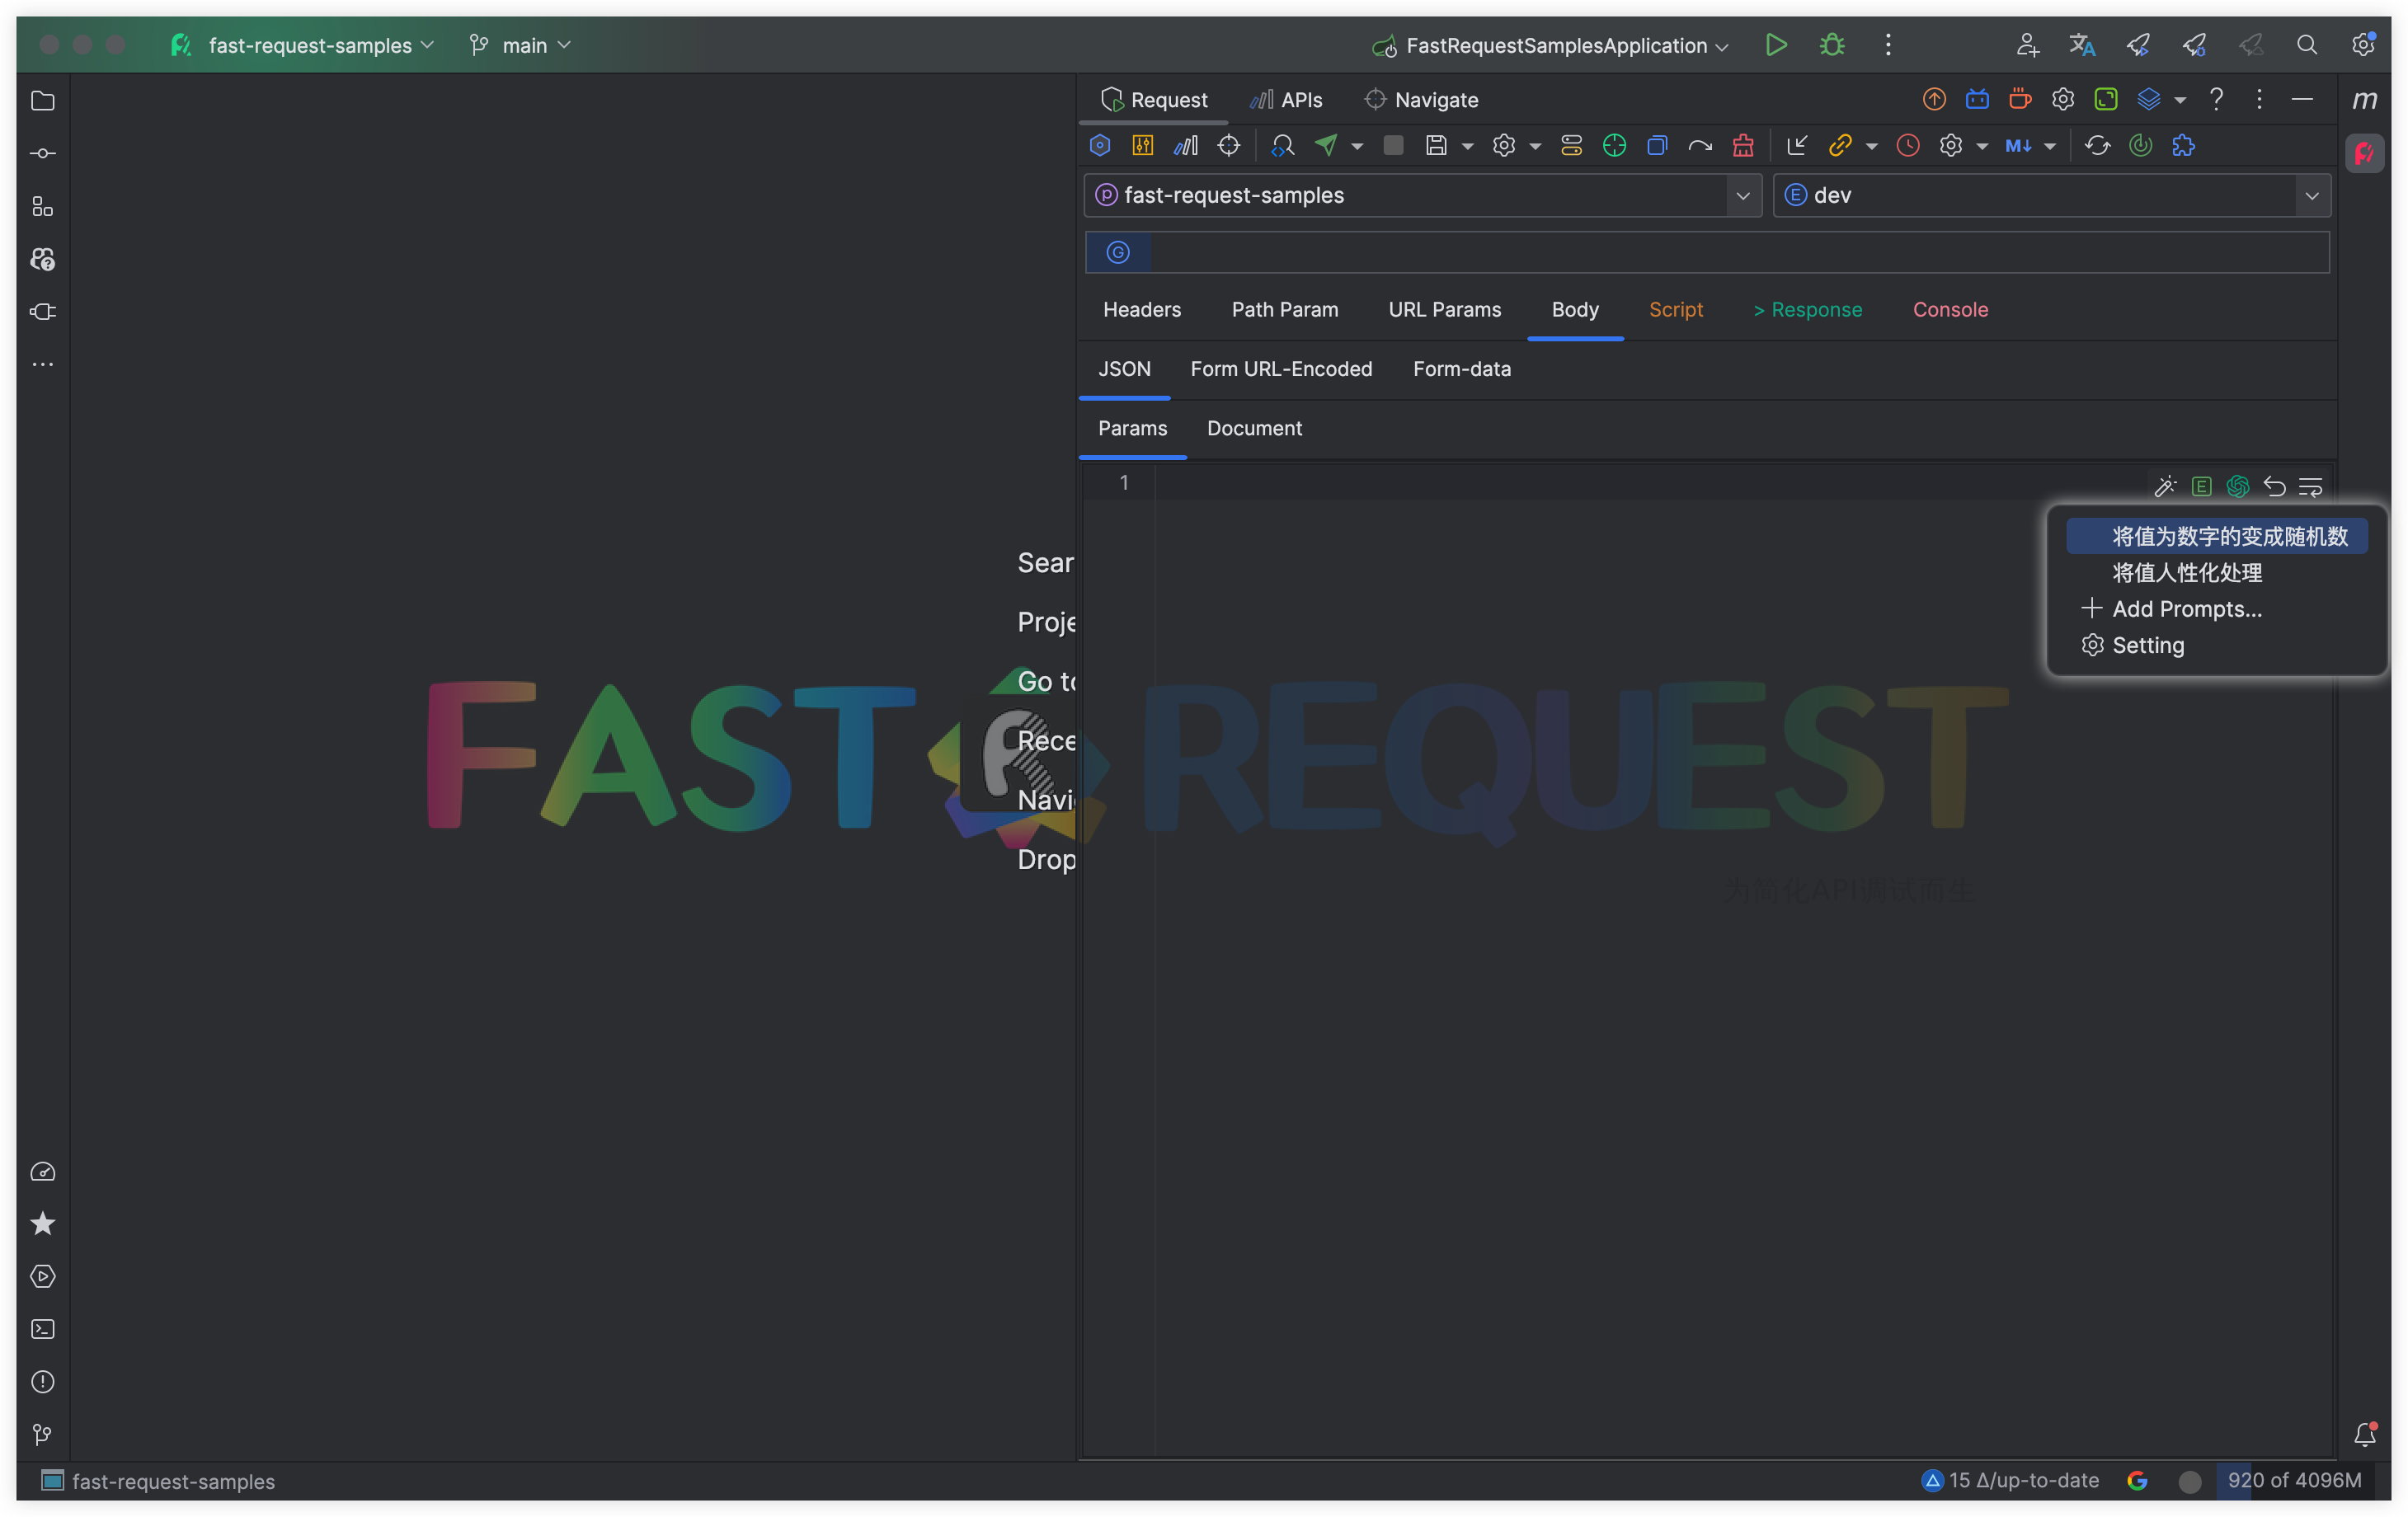 fast-request-samples
main
FastRequestSamplesApplication
Request
APIs
Navigate
m
M↓
P fast-request-samples
E dev
G
Headers
Path Param
URL Params
Body
Script
> Response
Console
JSON
Form URL-Encoded
Form-data
Params
Document
1
E
将值为数字的变成随机数
将值人性化处理
Add Prompts...
Setting
Sear
Proje
Go to
Rece
Navi
Drop
FAST REQUEST
为简化API调试而生
fast-request-samples
15 Δ/up-to-date
920 of 4096M